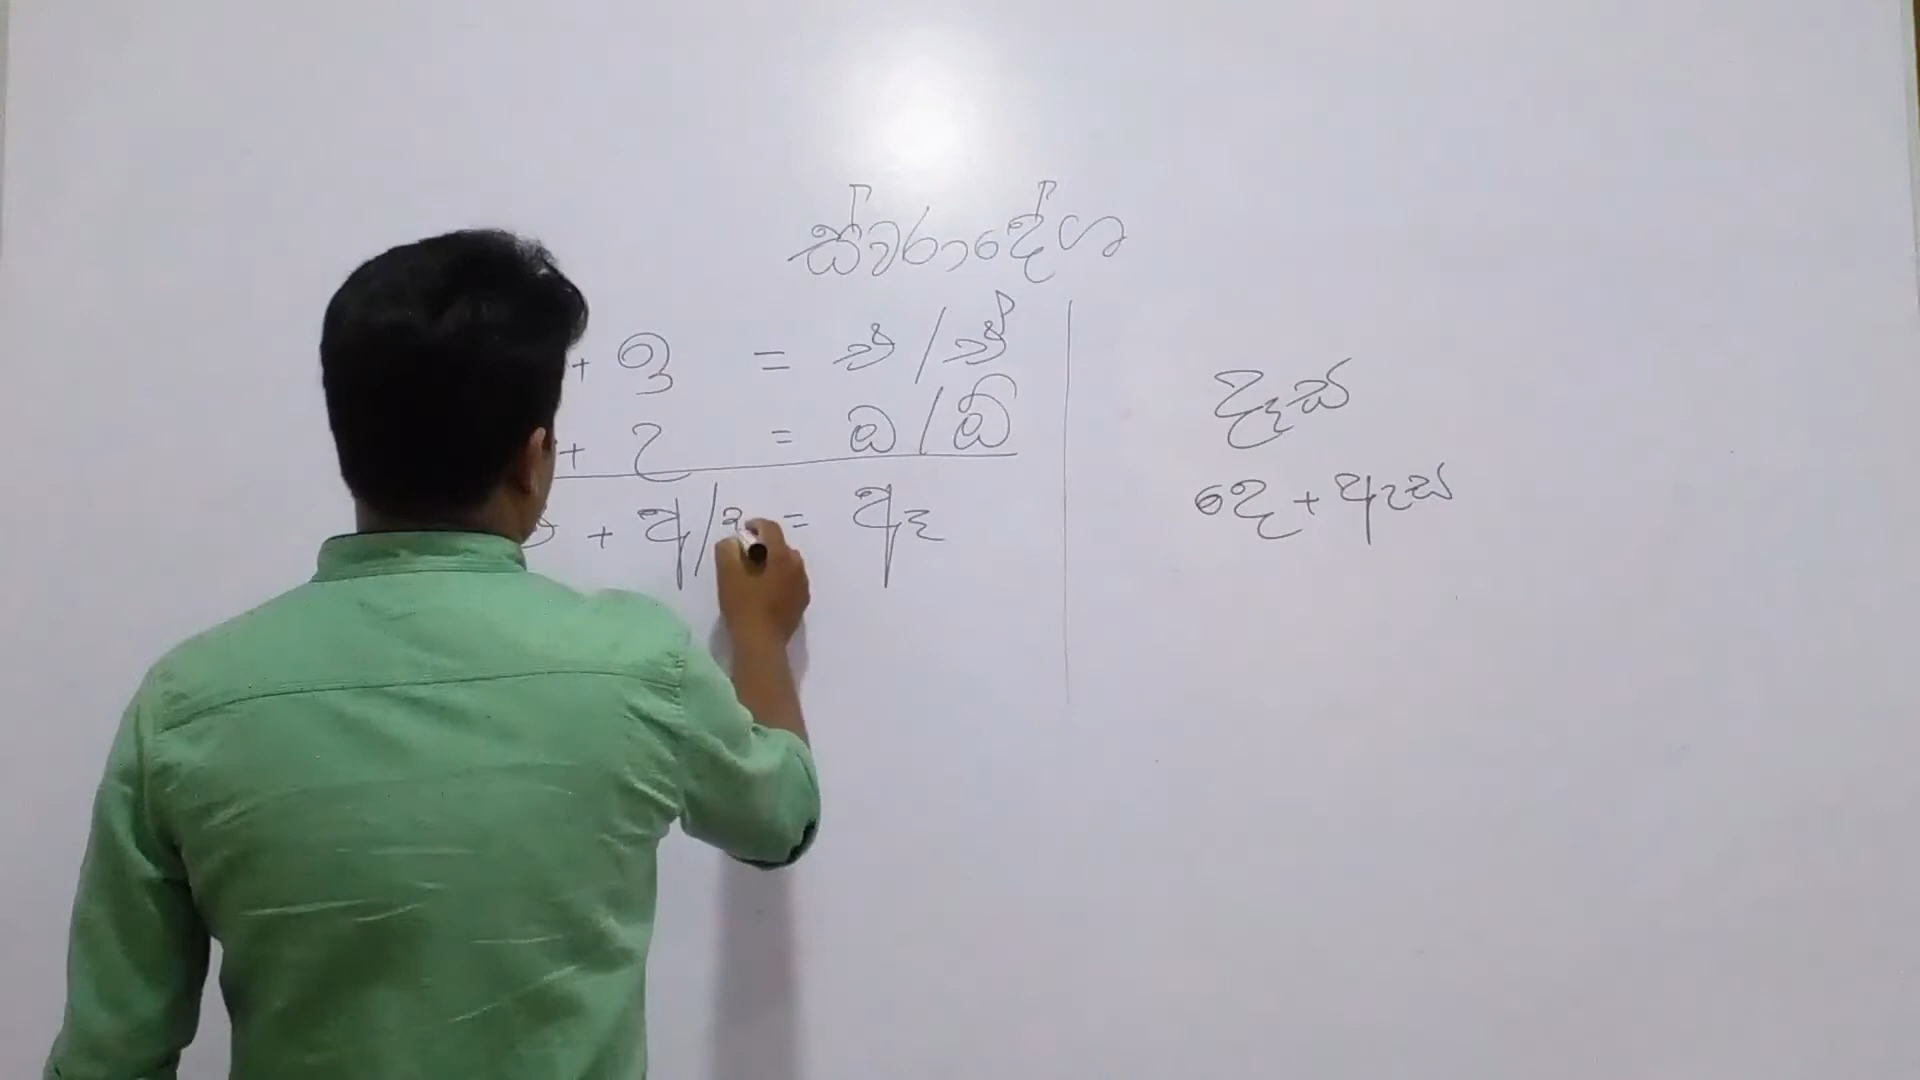 ස්වරාදේශ
+ ඉ = එ / ඒ
+ උ = ඔ / ඕ
+ අ / = ඈ
දෑස
දෙ + ඇස